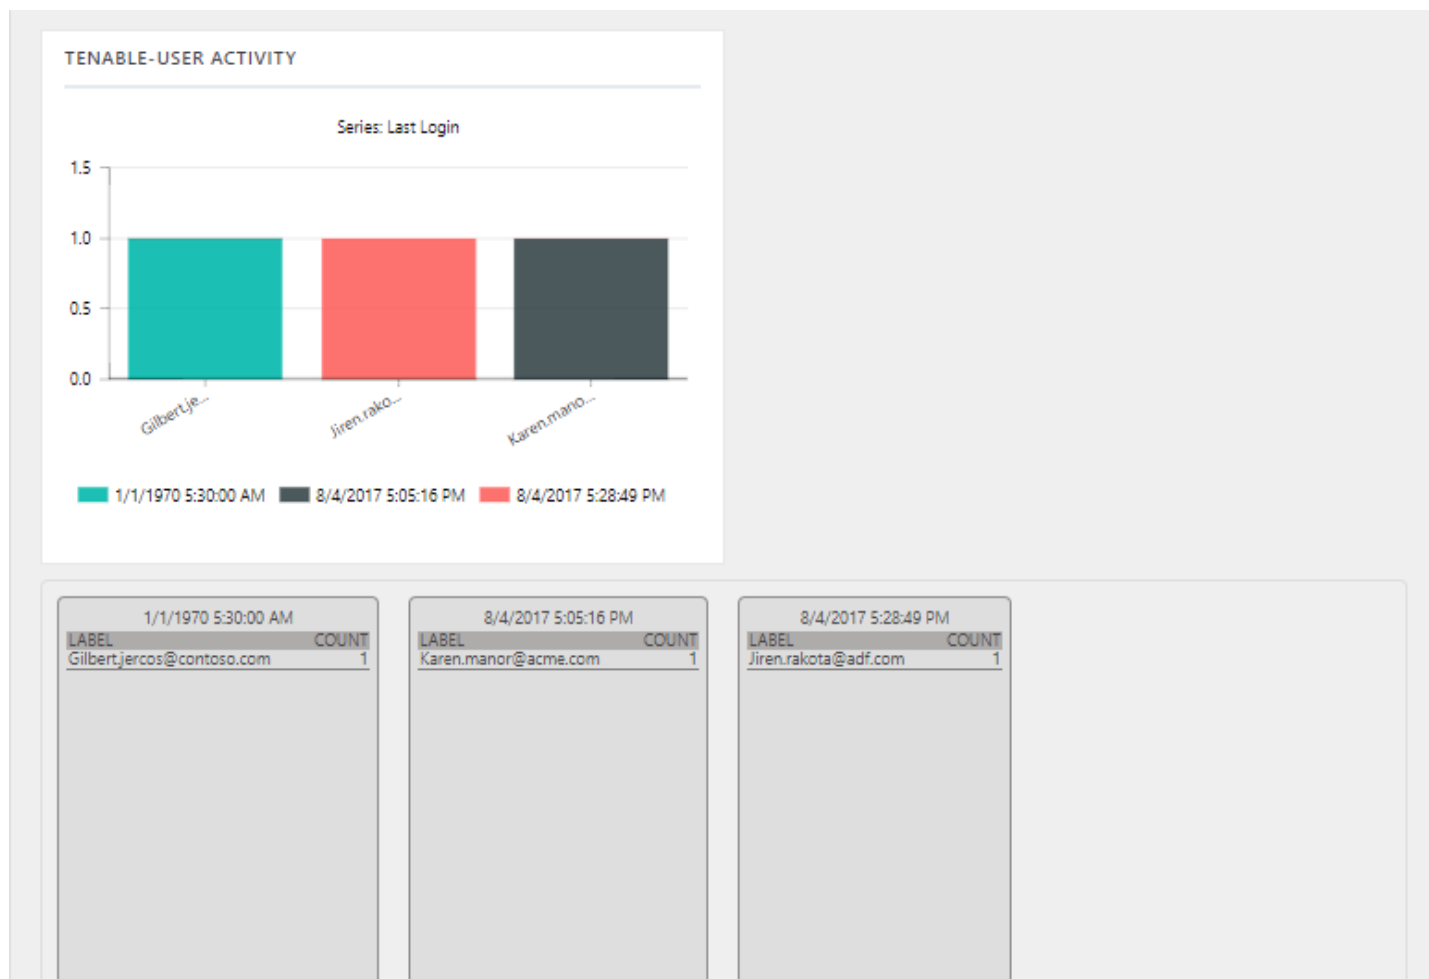 TENABLE-USER ACTIVITY
Series: Last Login
1.5
1.0
0.5
0.0
Gilbert.je...
Jiren.rako...
Karen.mano...
1/1/1970 5:30:00 AM 8/4/2017 5:05:16 PM 8/4/2017 5:28:49 PM
1/1/1970 5:30:00 AM
LABEL COUNT
Gilbert.jercos@contoso.com 1
8/4/2017 5:05:16 PM
LABEL COUNT
Karen.manor@acme.com 1
8/4/2017 5:28:49 PM
LABEL COUNT
Jiren.rakota@adf.com 1